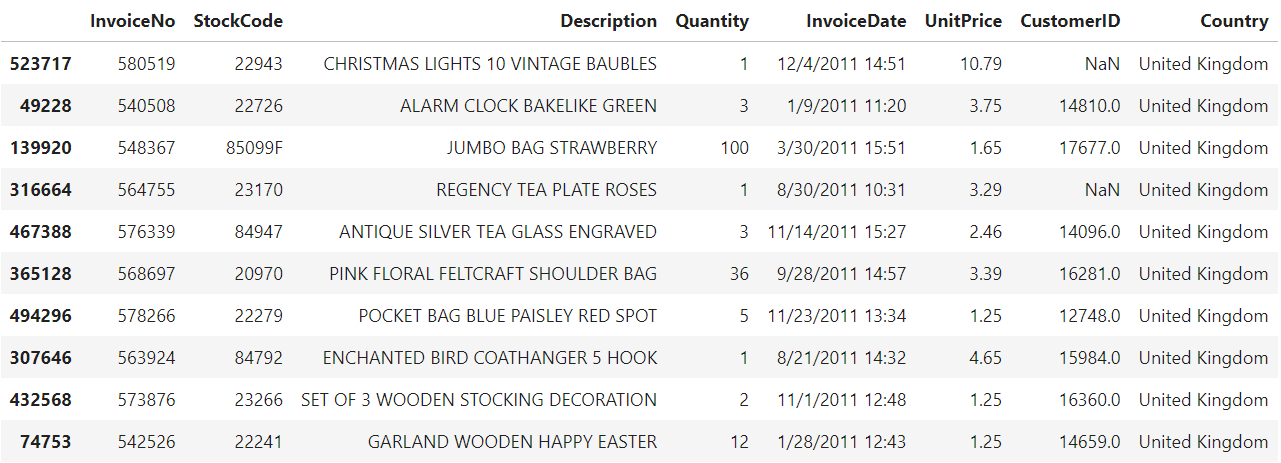 InvoiceNo StockCode Description Quantity InvoiceDate UnitPrice CustomerID Country
523717 580519 22943 CHRISTMAS LIGHTS 10 VINTAGE BAUBLES 1 12/4/2011 14:51 10.79 NaN United Kingdom
49228 540508 22726 ALARM CLOCK BAKELIKE GREEN 3 1/9/2011 11:20 3.75 14810.0 United Kingdom
139920 548367 85099F JUMBO BAG STRAWBERRY 100 3/30/2011 15:51 1.65 17677.0 United Kingdom
316664 564755 23170 REGENCY TEA PLATE ROSES 1 8/30/2011 10:31 3.29 NaN United Kingdom
467388 576339 84947 ANTIQUE SILVER TEA GLASS ENGRAVED 3 11/14/2011 15:27 2.46 14096.0 United Kingdom
365128 568697 20970 PINK FLORAL FELTCRAFT SHOULDER BAG 36 9/28/2011 14:57 3.39 16281.0 United Kingdom
494296 578266 22279 POCKET BAG BLUE PAISLEY RED SPOT 5 11/23/2011 13:34 1.25 12748.0 United Kingdom
307646 563924 84792 ENCHANTED BIRD COATHANGER 5 HOOK 1 8/21/2011 14:32 4.65 15984.0 United Kingdom
432568 573876 23266 SET OF 3 WOODEN STOCKING DECORATION 2 11/1/2011 12:48 1.25 16360.0 United Kingdom
74753 542526 22241 GARLAND WOODEN HAPPY EASTER 12 1/28/2011 12:43 1.25 14659.0 United Kingdom